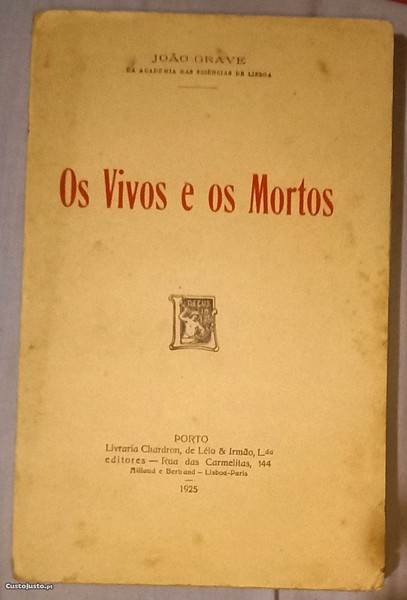 JOÃO GRAVE
DA ACADEMIA DAS SCIÊNCIAS DE LISBOA
Os Vivos e os Mortos
PORTO
Livraria Chardron, de Lélo & Irmão, L.da
editores — Rua das Carmelitas, 144
Aillaud e Bertrand — Lisboa-Paris
1925
CustoJusto.pt